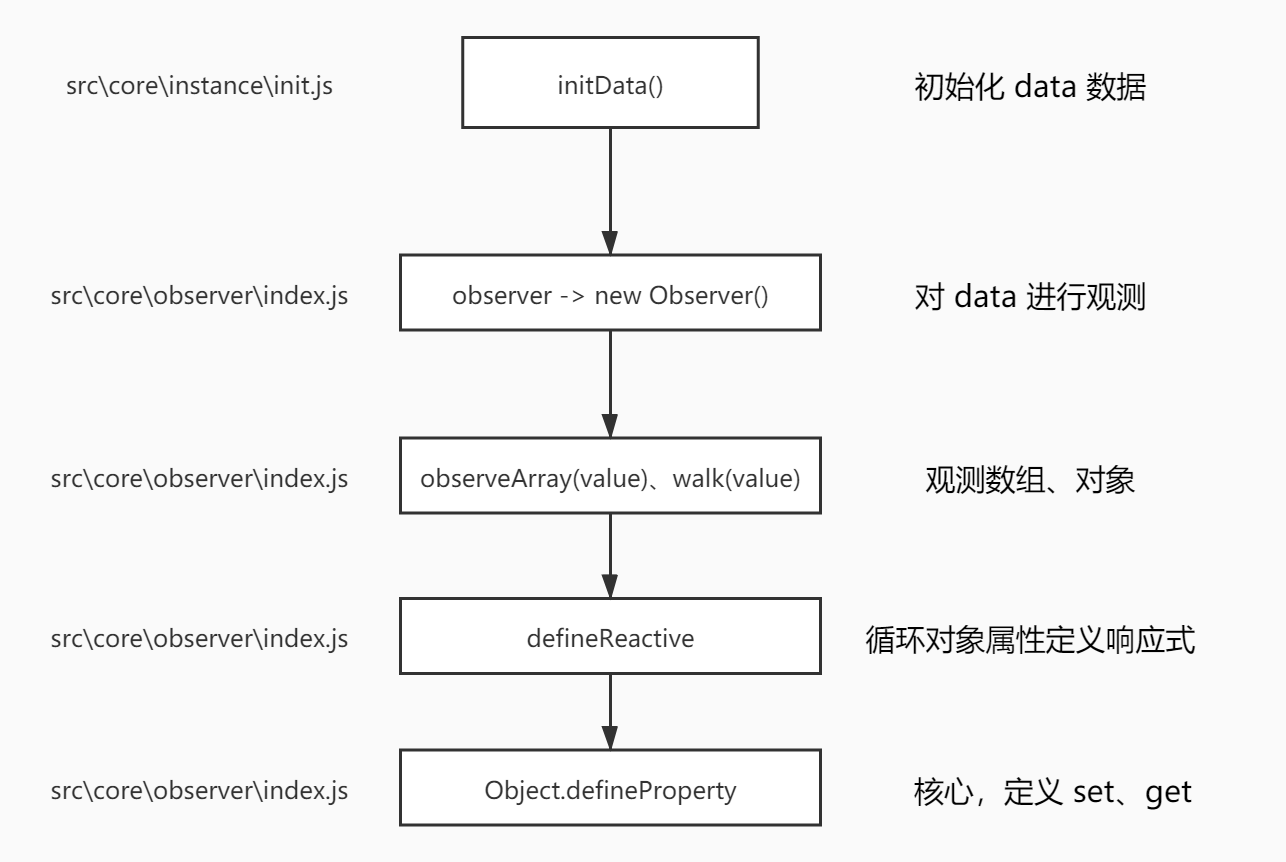 src\core\instance\init.js
initData()
初始化 data 数据
src\core\observer\index.js
observer -> new Observer()
对 data 进行观测
src\core\observer\index.js
observeArray(value)、walk(value)
观测数组、对象
src\core\observer\index.js
defineReactive
循环对象属性定义响应式
src\core\observer\index.js
Object.defineProperty
核心，定义 set、get